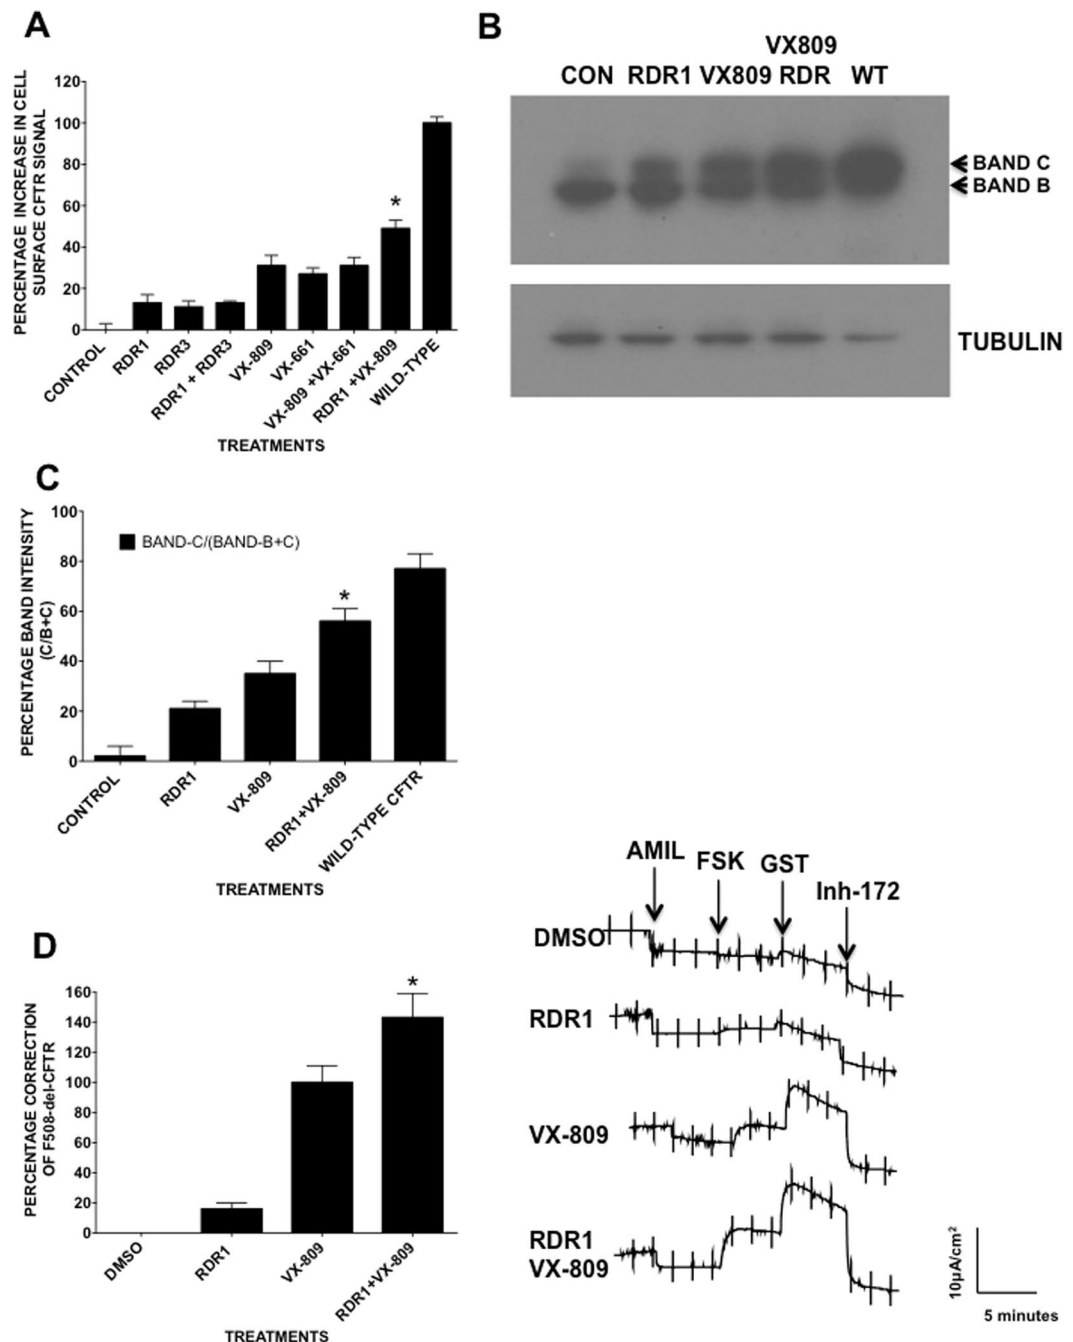 A
PERCENTAGE INCREASE IN CELL
SURFACE CFTR SIGNAL
120
100
80
60
40
20
0
*
CONTROL
RDR1
RDR3
RDR1 + RDR3
VX-809
VX-661
VX-809 +VX-661
RDR1 +VX-809
WILD-TYPE
TREATMENTS
B
VX809
CON RDR1 VX809 RDR WT
BAND C
BAND B
TUBULIN
C
PERCENTAGE BAND INTENSITY
(C/B+C)
100
80
60
40
20
0
BAND-C/(BAND-B+C)
*
CONTROL
RDR1
VX-809
RDR1+VX-809
WILD-TYPE CFTR
TREATMENTS
D
PERCENTAGE CORRECTION
OF F508-del-CFTR
160
140
120
100
80
60
40
20
0
*
DMSO
RDR1
VX-809
RDR1+VX-809
TREATMENTS
AMIL FSK GST Inh-172
DMSO
RDR1
VX-809
RDR1
VX-809
10µA/cm²
5 minutes